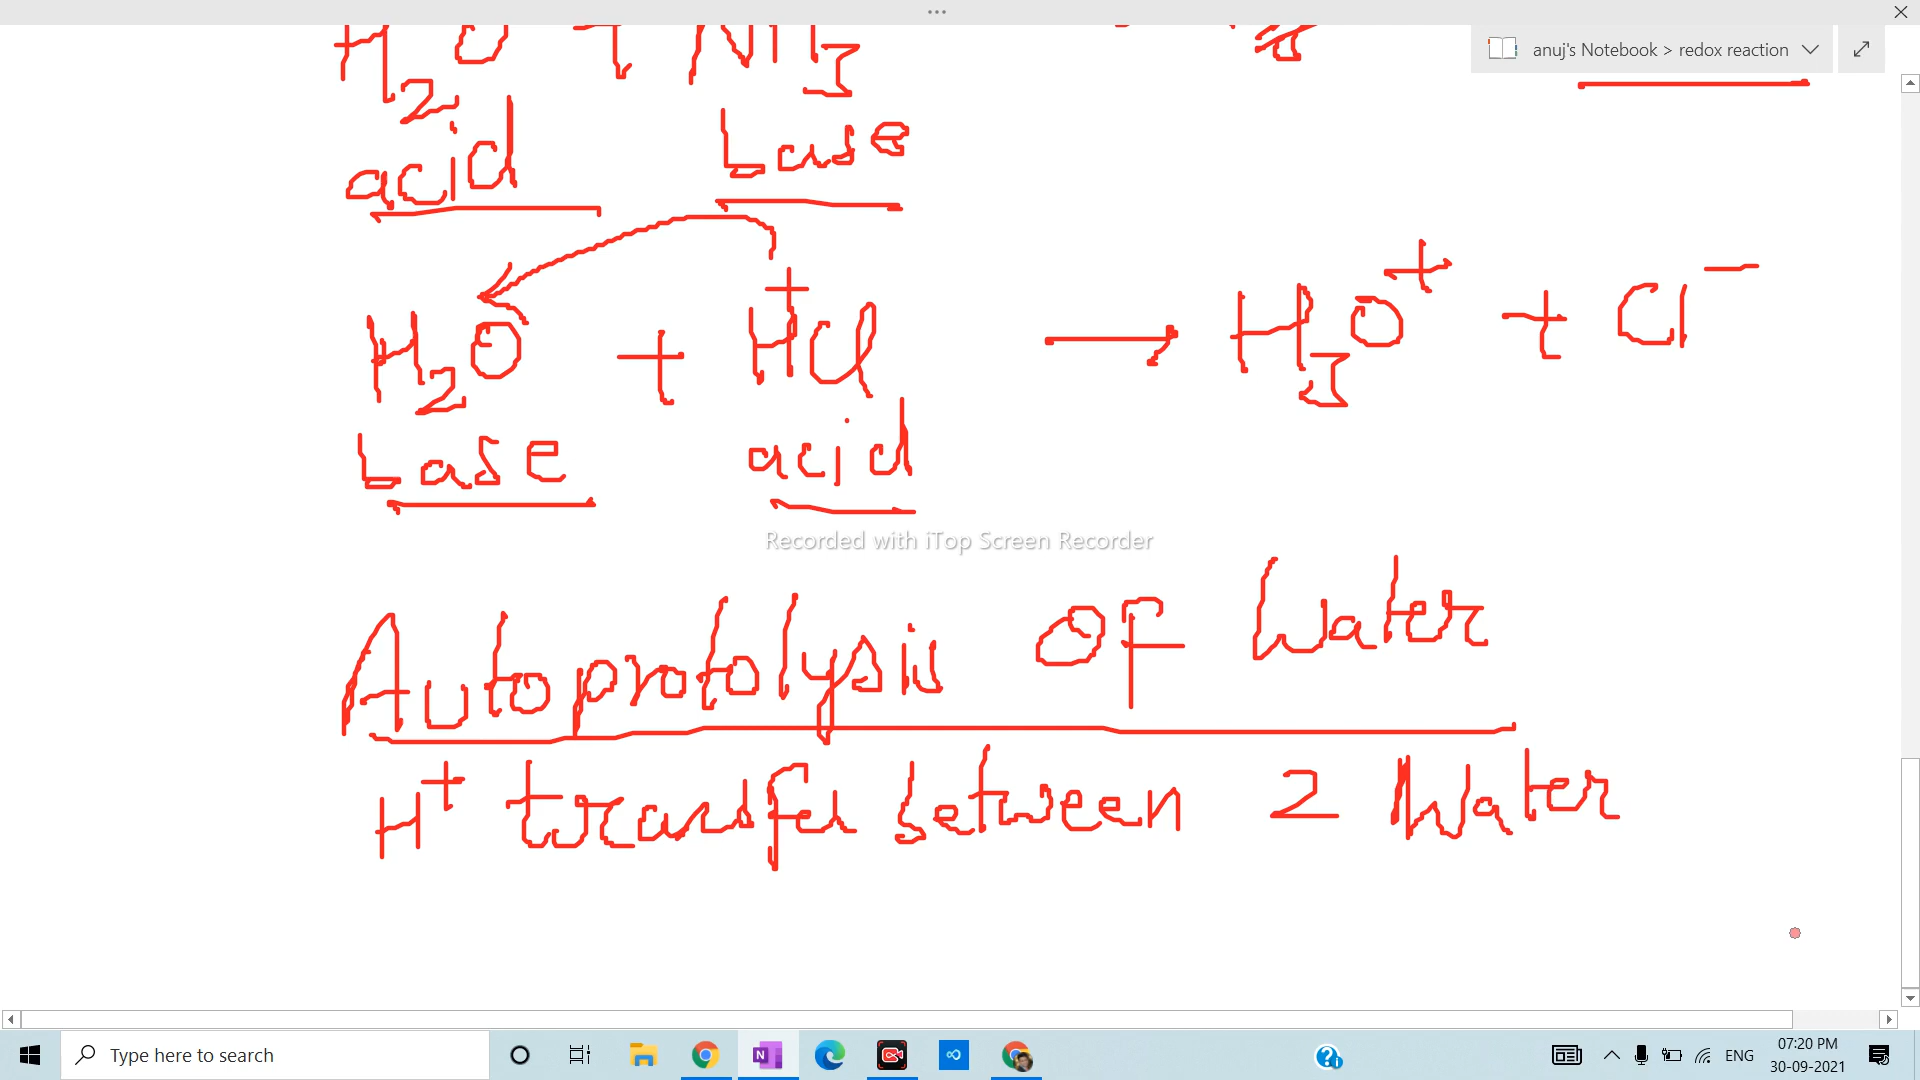 anuj's Notebook > redox reaction
H2O + NH3
acid base
H2O + H+Cl → H3O+ + Cl−
base acid
Recorded with iTop Screen Recorder
Autoprotolysis Of Water
H+ transfer between 2 Water
Type here to search
ENG
07:20 PM
30-09-2021